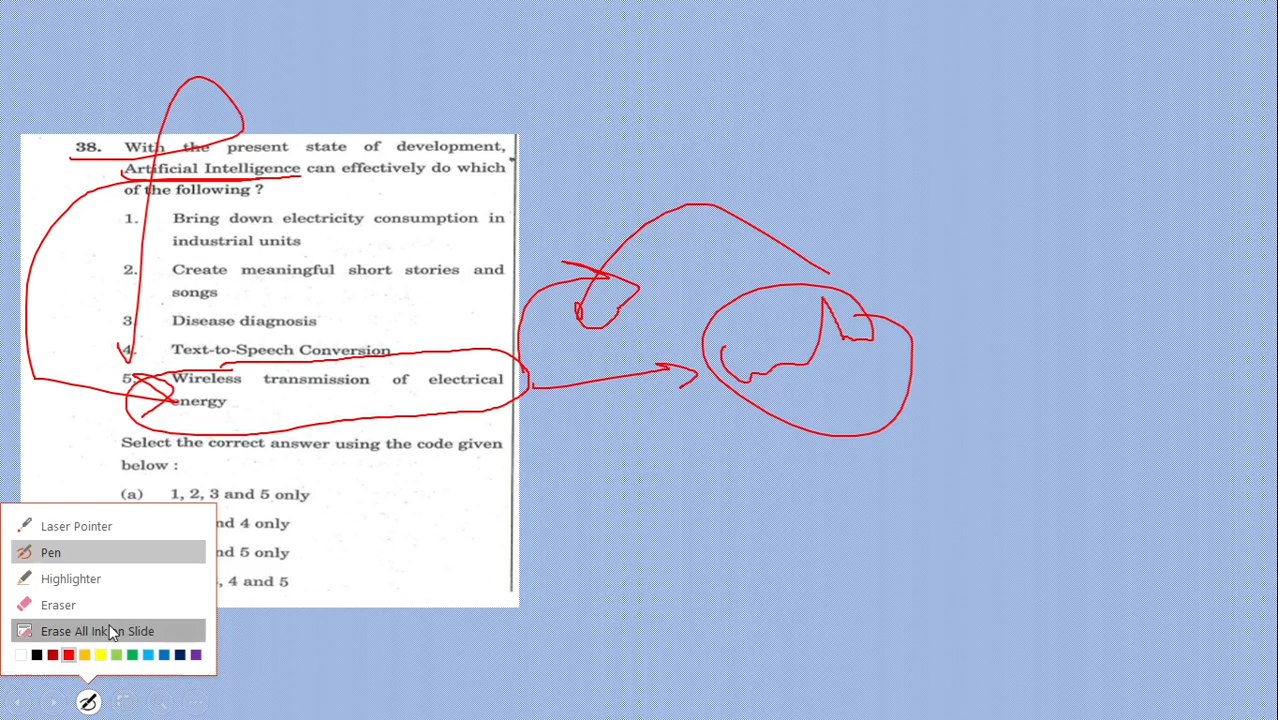 38. With the present state of development,
Artificial Intelligence can effectively do which
of the following ?
1. Bring down electricity consumption in
industrial units
2. Create meaningful short stories and
songs
3. Disease diagnosis
4. Text-to-Speech Conversion
5. Wireless transmission of electrical
energy
Select the correct answer using the code given
below :
(a) 1, 2, 3 and 5 only
and 4 only
and 5 only
, 4 and 5
Laser Pointer
Pen
Highlighter
Eraser
Erase All Ink on Slide